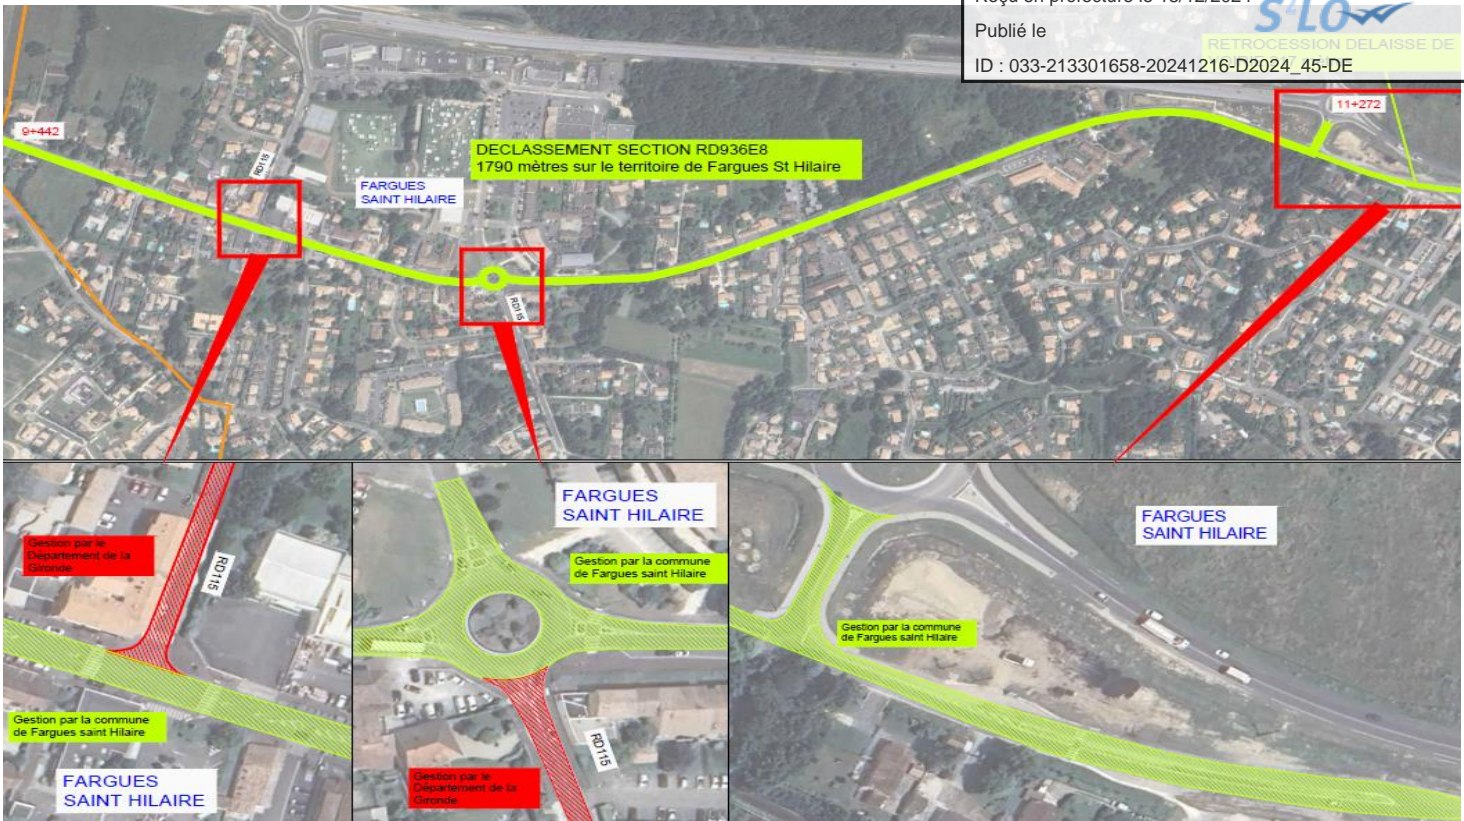 Publié le
S²LO
RETROCESSION DELAISSE DE
ID : 033-213301658-20241216-D2024_45-DE
9+442
11+272
RD115
DECLASSEMENT SECTION RD936E8
1790 mètres sur le territoire de Fargues St Hilaire
FARGUES
SAINT HILAIRE
RD115
Gestion par le
Département de la
Gironde
RD115
Gestion par la commune
de Fargues saint Hilaire
FARGUES
SAINT HILAIRE
FARGUES
SAINT HILAIRE
Gestion par la commune
de Fargues saint Hilaire
RD115
Gestion par le
Département de la
Gironde
FARGUES
SAINT HILAIRE
Gestion par la commune
de Fargues saint Hilaire